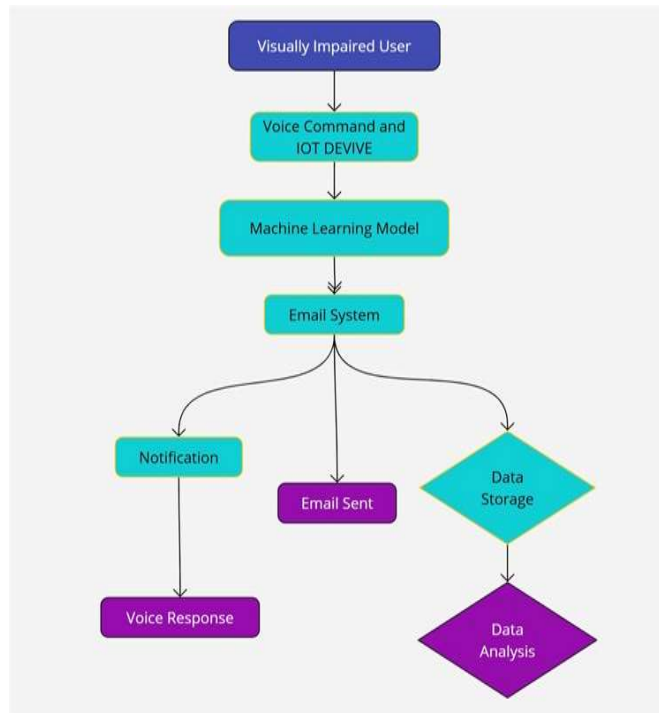 Visually Impaired User
Voice Command and
IOT DEVIVE
Machine Learning Model
Email System
Notification
Email Sent
Data
Storage
Voice Response
Data
Analysis